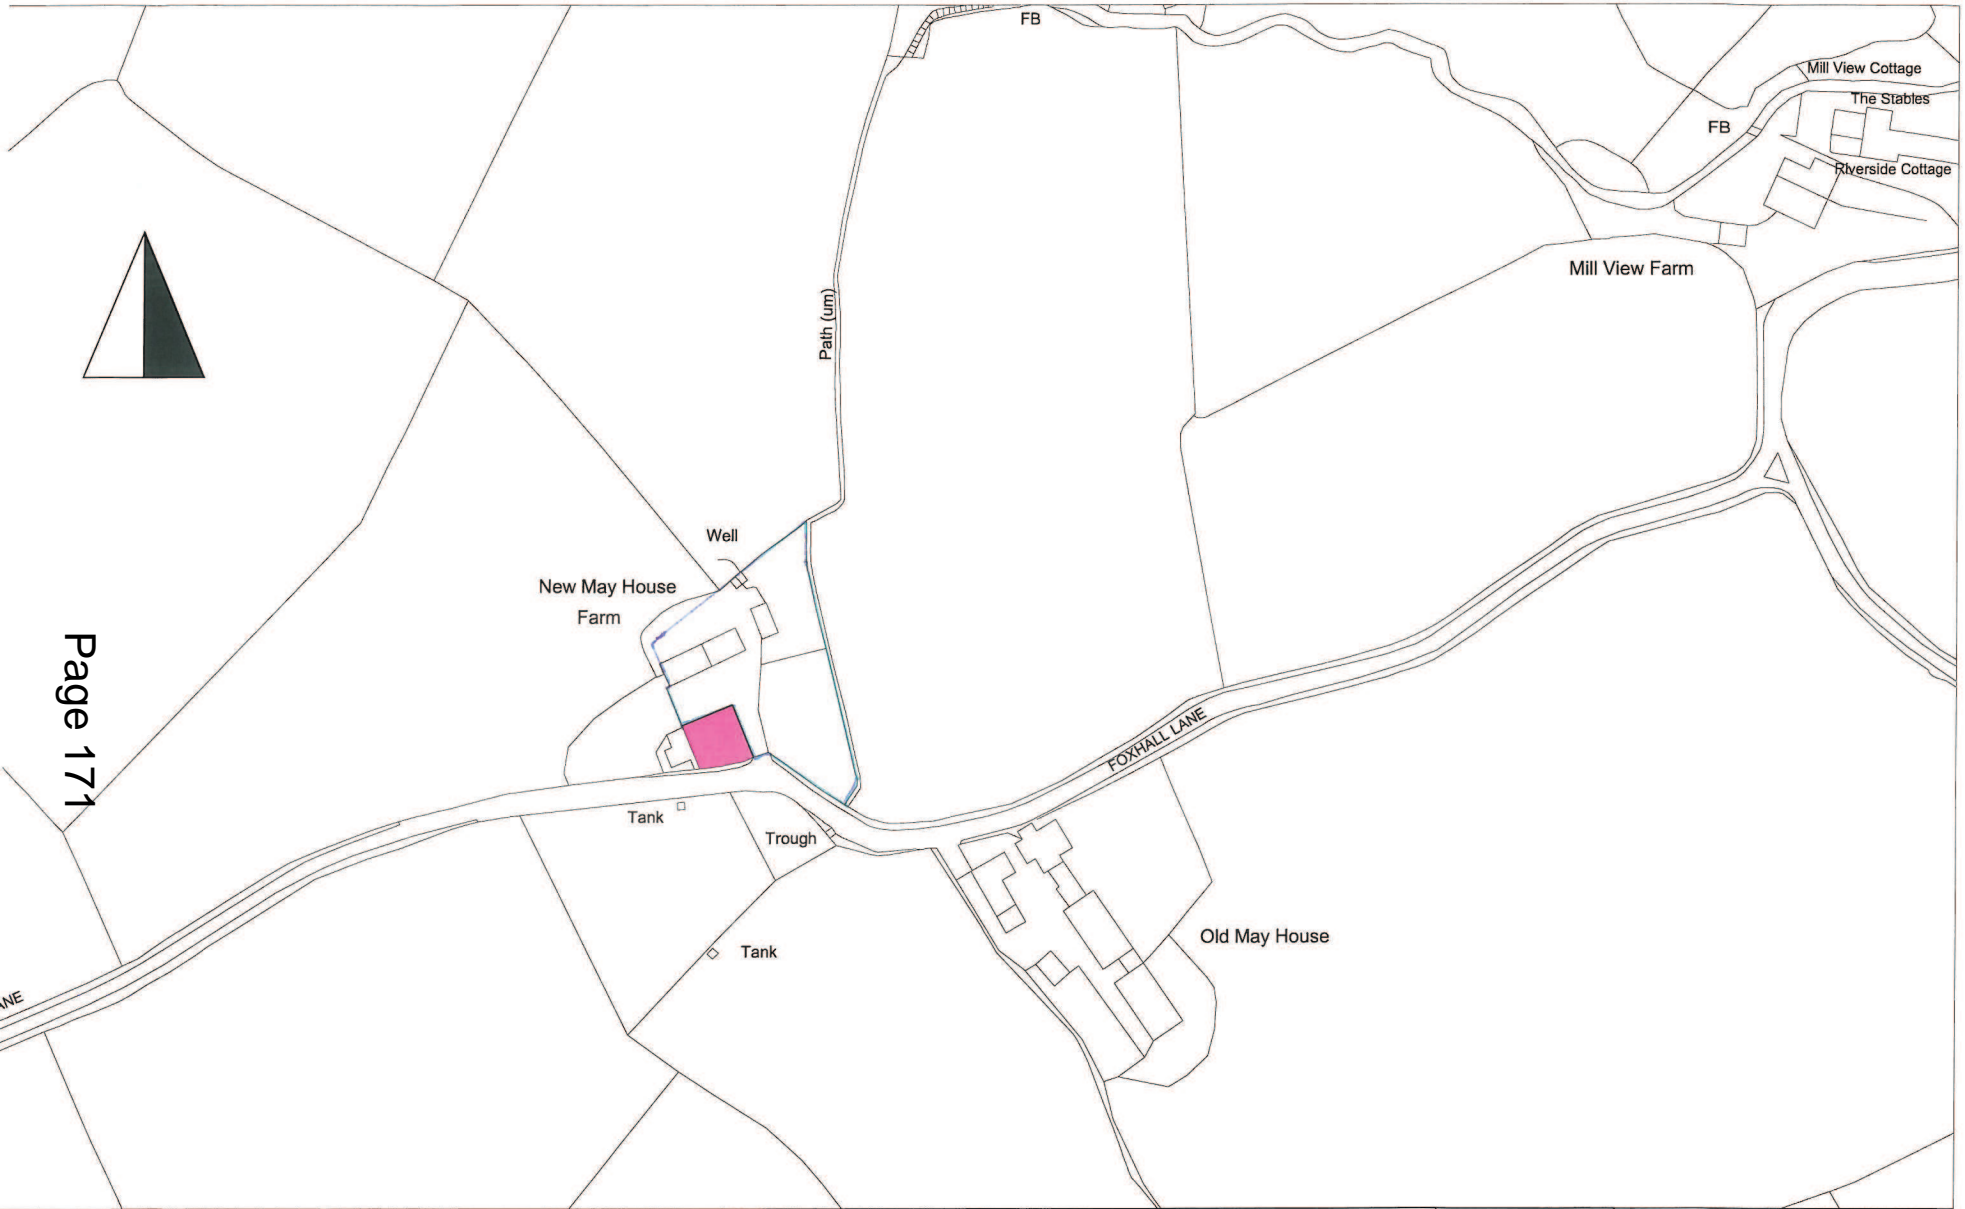 FB
Mill View Cottage
The Stables
FB
Riverside Cottage
Mill View Farm
Path (um)
Well
New May House
Farm
Page 171
FOXHALL LANE
Tank
Trough
Old May House
Tank
ANE